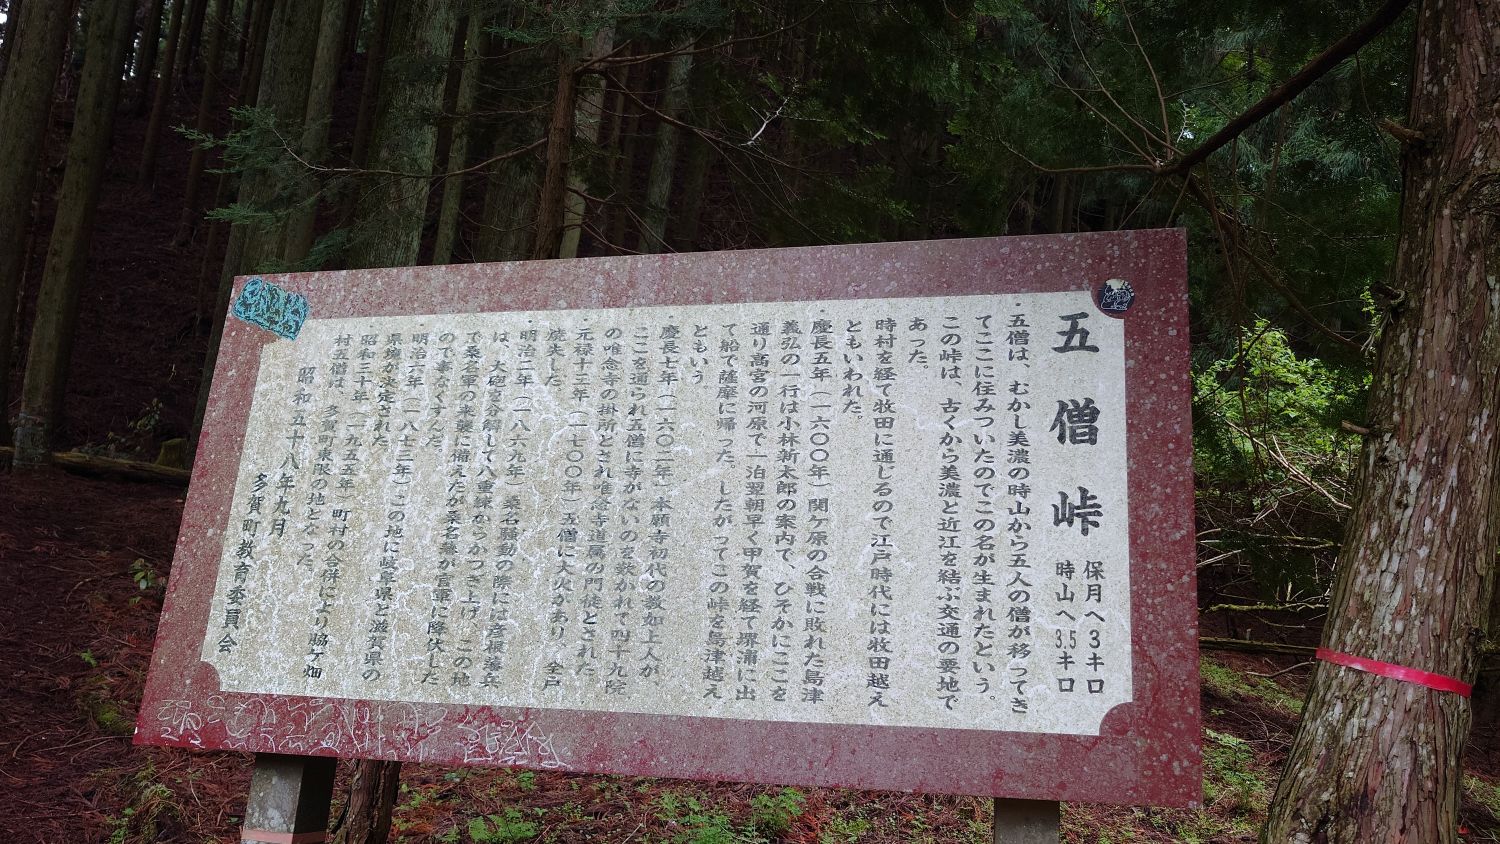 五僧峠
保月へ3キロ
時山へ3.5キロ
・五僧は、むかし美濃の時山から五人の僧が移ってき
てここに住みついたのでこの名が生まれたという。
この峠は、古くから美濃と近江を結ぶ交通の要地で
あった。
時村を経て牧田に通じるので江戸時代には牧田越え
ともいわれた。
・慶長五年(一六〇〇年)関ケ原の合戦に敗れた島津
義弘の一行は小林新太郎の案内で、ひそかにここを
通り高宮の河原で一泊翌朝早く甲賀を経て堺浦に出
て船で薩摩に帰った。したがってこの峠を島津越え
ともいう
・慶長七年(一六〇二年)本願寺初代の教如上人が、
ここを通られ五僧に寺がないのを歎かれて四十九院
の唯念寺の掛所とされ唯念寺道属の門徒とされた
・元禄十三年(一七〇〇年)五僧に大火があり、全戸
焼失した。
・明治二年(一八六九年)桑名騒動の際には彦根藩兵
は、大砲を分解して八重練からかつぎ上げ、この地
で桑名軍の来襲に備えたが桑名藩が官軍に降伏した
ので事なくすんだ。
・明治六年(一八七三年)この地に岐阜県と滋賀県の
県境が決定された
・昭和三十年(一九五五年)町村の合併により脇ケ畑
村五僧は、多賀町東限の地となった。
昭和五十八年九月
多賀町教育委員会